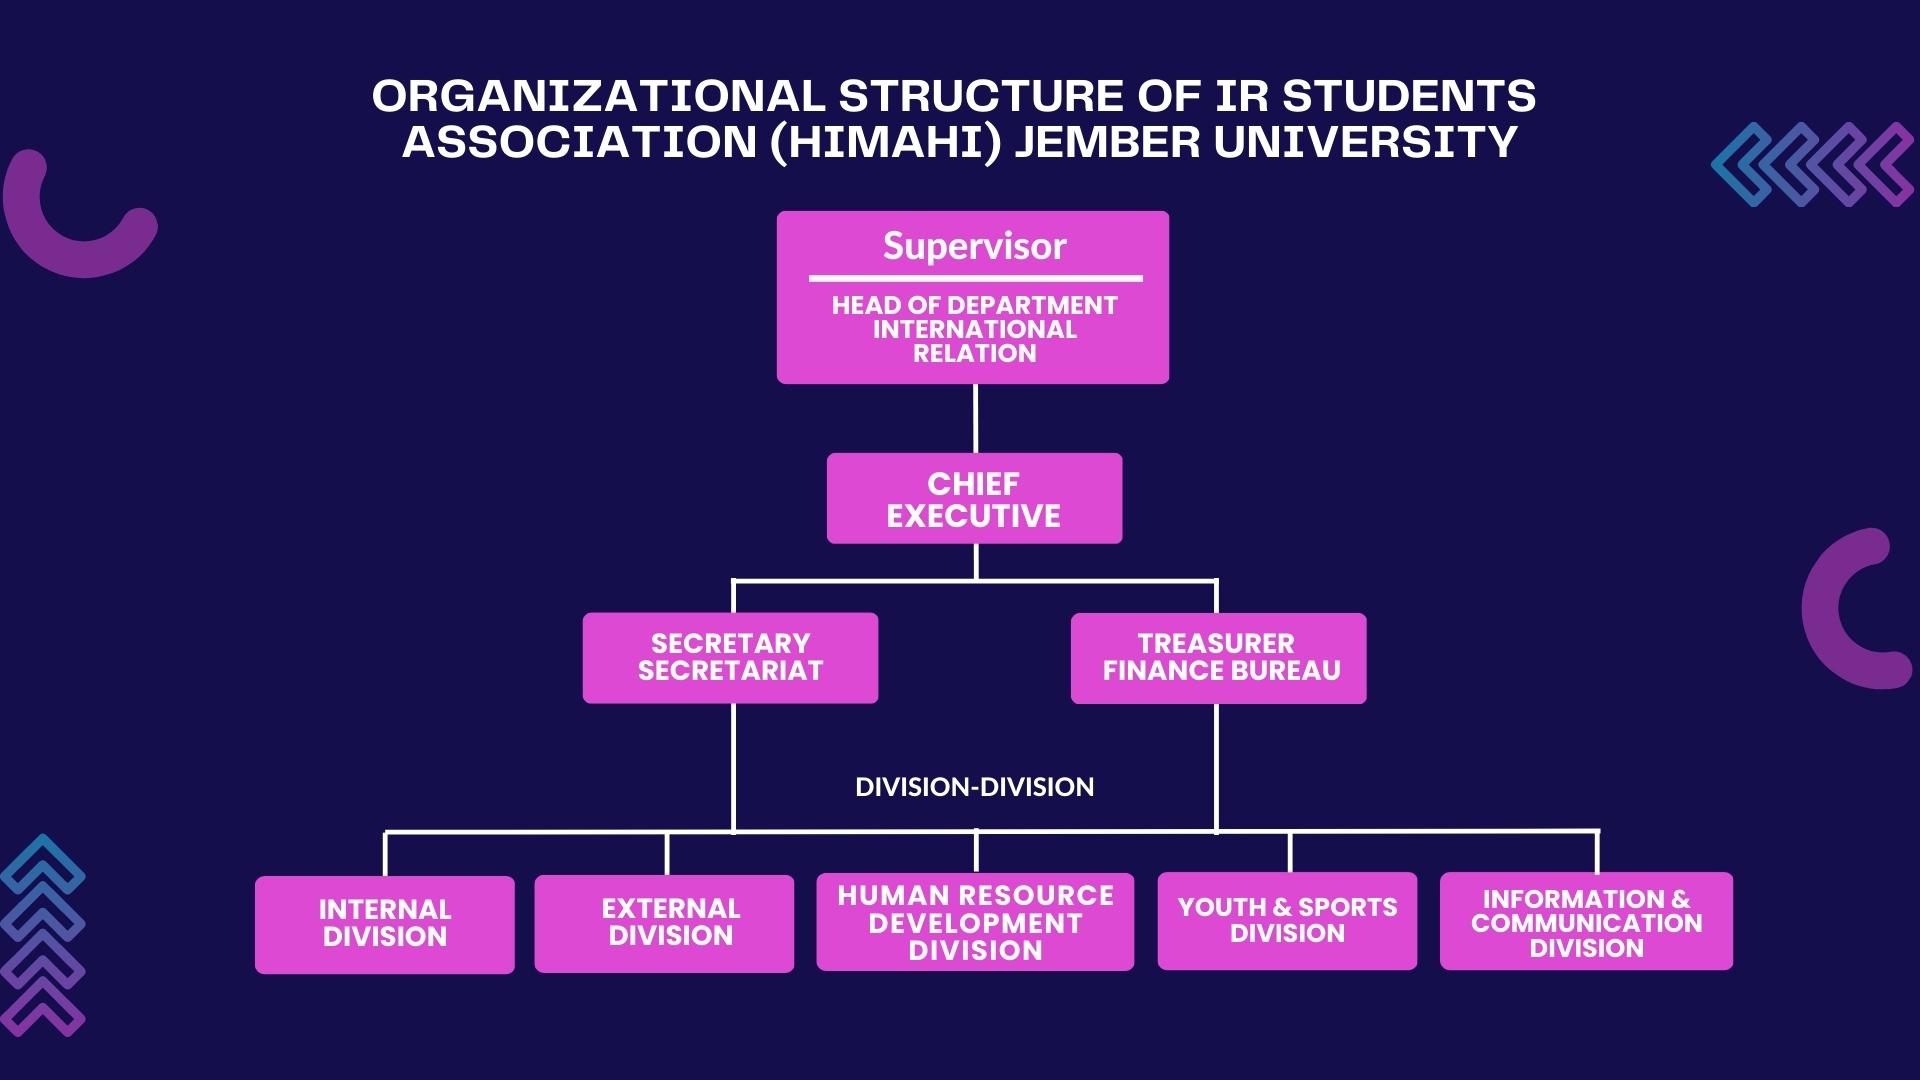 ORGANIZATIONAL STRUCTURE OF IR STUDENTS
ASSOCIATION (HIMAHI) JEMBER UNIVERSITY
Supervisor
HEAD OF DEPARTMENT
INTERNATIONAL
RELATION
CHIEF
EXECUTIVE
SECRETARY
SECRETARIAT
TREASURER
FINANCE BUREAU
DIVISION-DIVISION
INTERNAL
DIVISION
EXTERNAL
DIVISION
HUMAN RESOURCE
DEVELOPMENT
DIVISION
YOUTH & SPORTS
DIVISION
INFORMATION &
COMMUNICATION
DIVISION